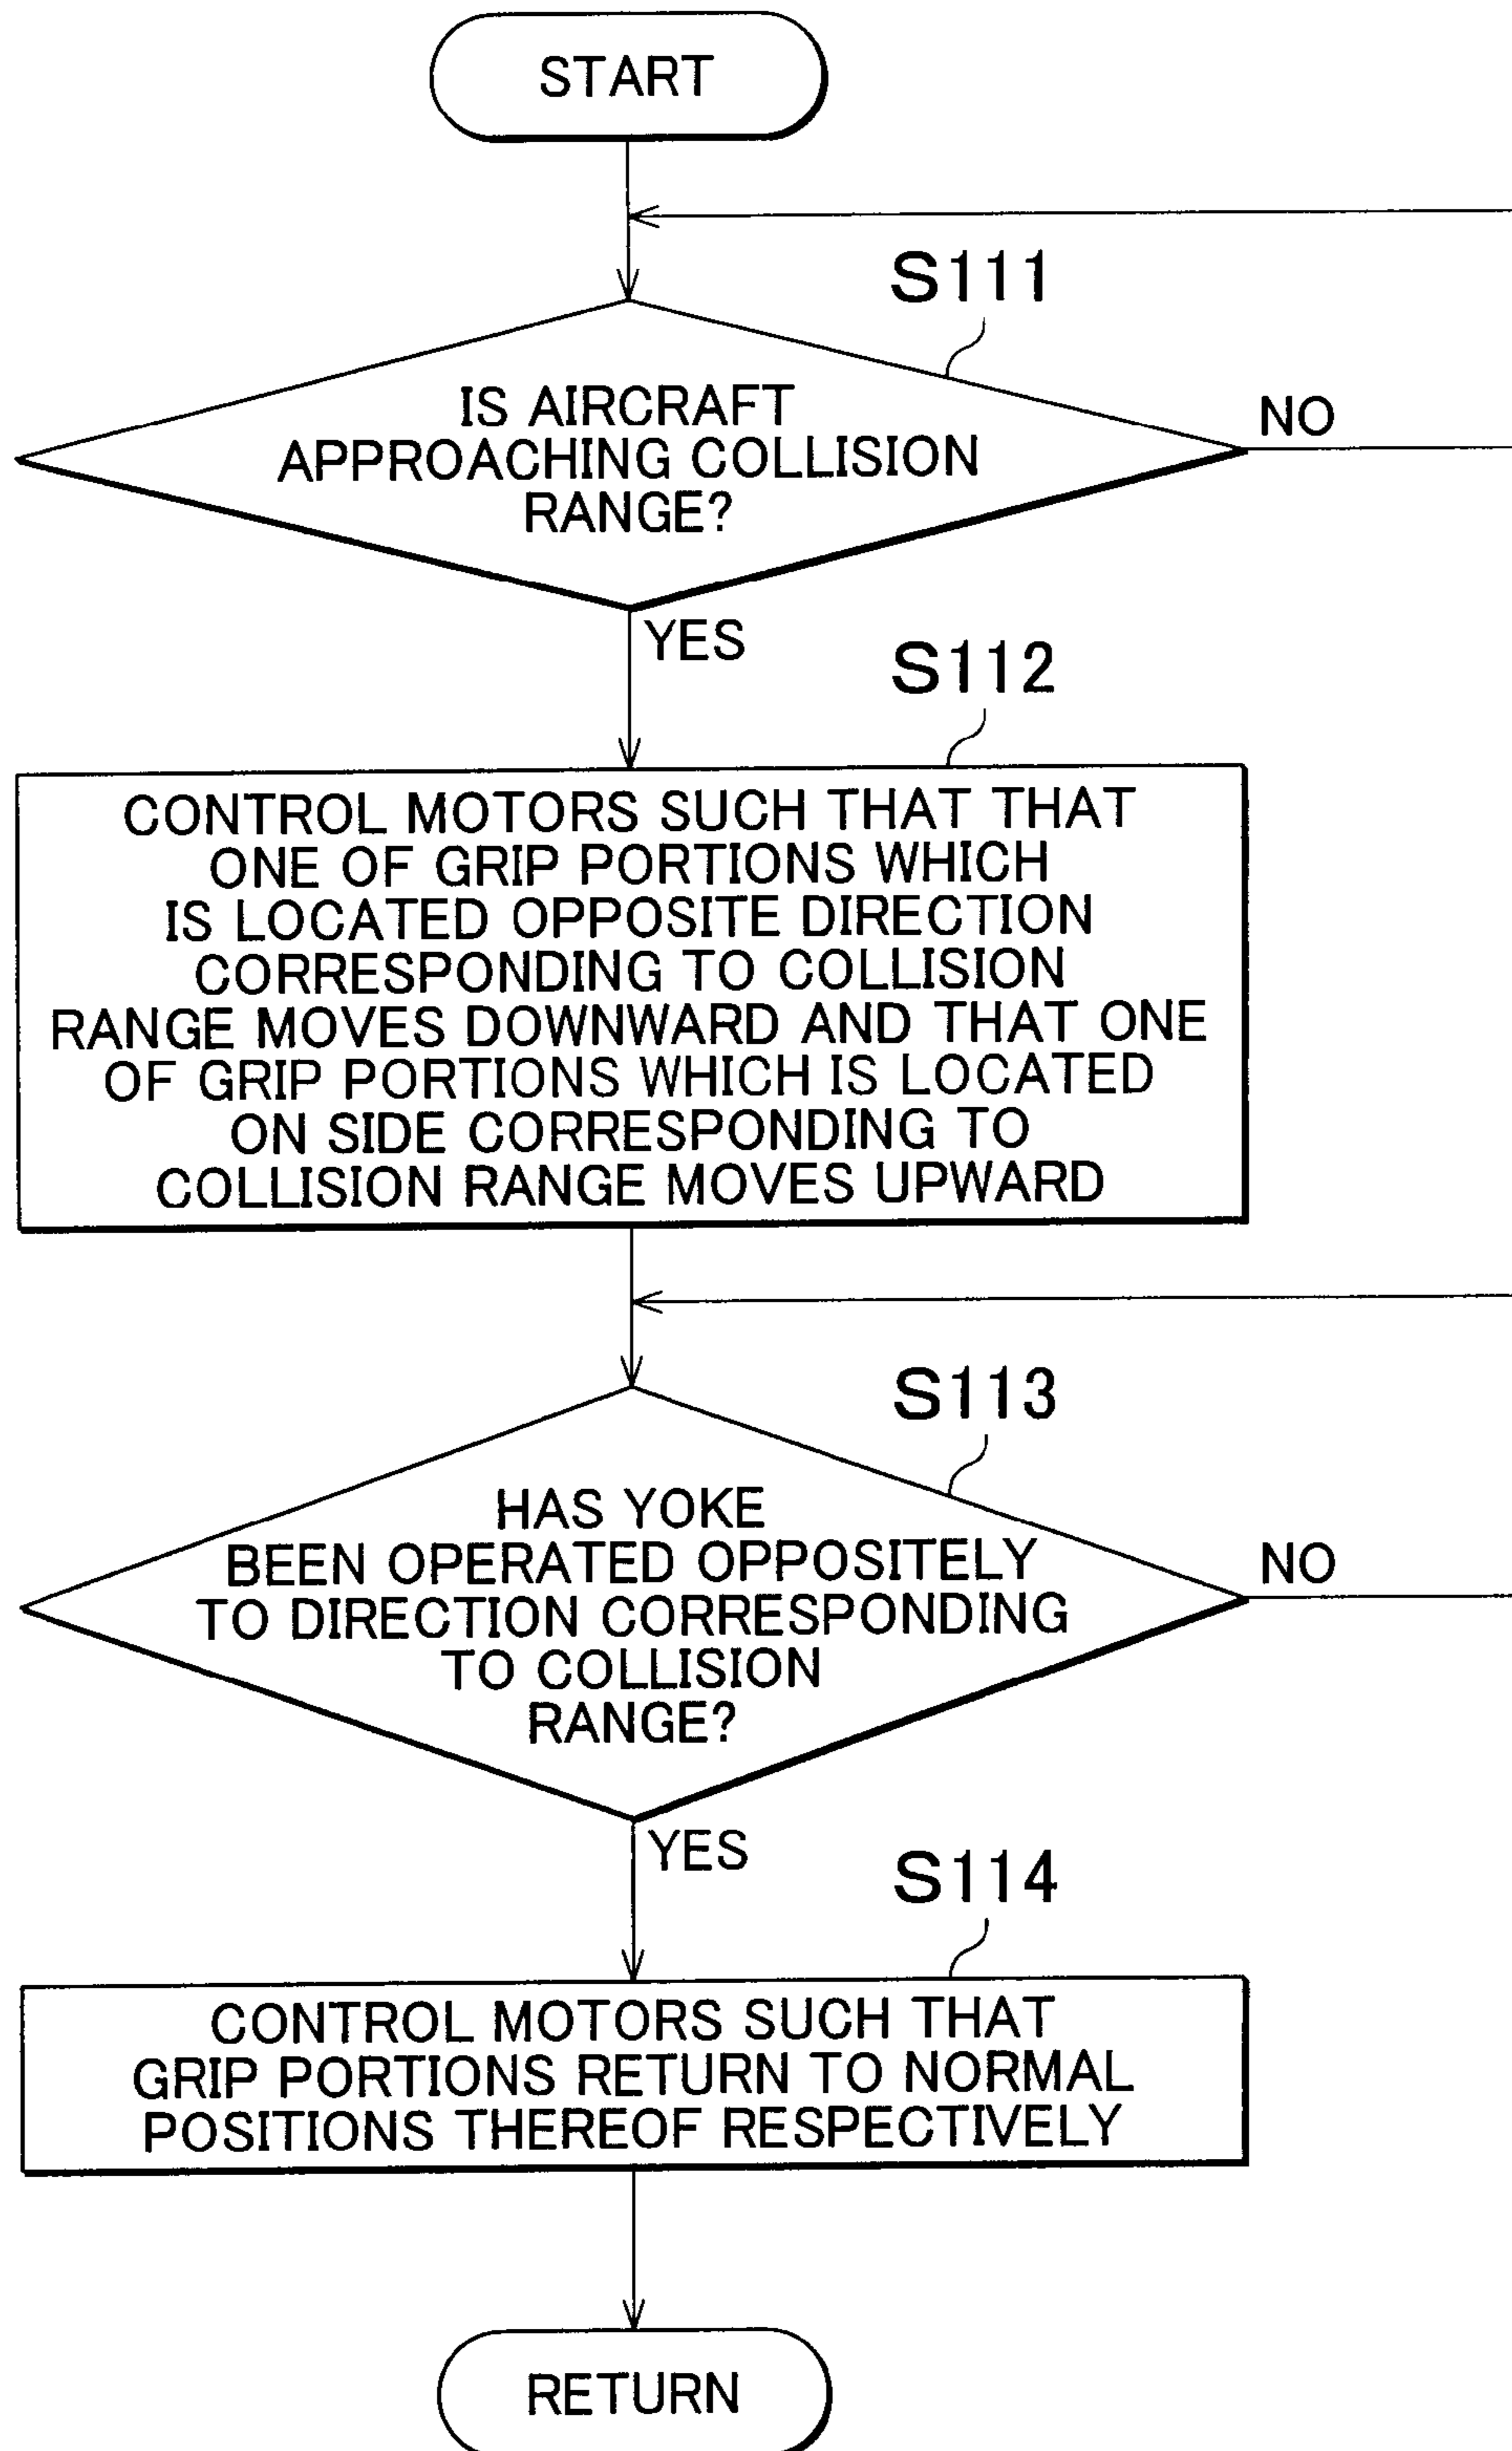 START
S111
IS AIRCRAFT
APPROACHING COLLISION
RANGE?
NO
YES
S112
CONTROL MOTORS SUCH THAT THAT
ONE OF GRIP PORTIONS WHICH
IS LOCATED OPPOSITE DIRECTION
CORRESPONDING TO COLLISION
RANGE MOVES DOWNWARD AND THAT ONE
OF GRIP PORTIONS WHICH IS LOCATED
ON SIDE CORRESPONDING TO
COLLISION RANGE MOVES UPWARD
S113
HAS YOKE
BEEN OPERATED OPPOSITELY
TO DIRECTION CORRESPONDING
TO COLLISION
RANGE?
NO
YES
S114
CONTROL MOTORS SUCH THAT
GRIP PORTIONS RETURN TO NORMAL
POSITIONS THEREOF RESPECTIVELY
RETURN